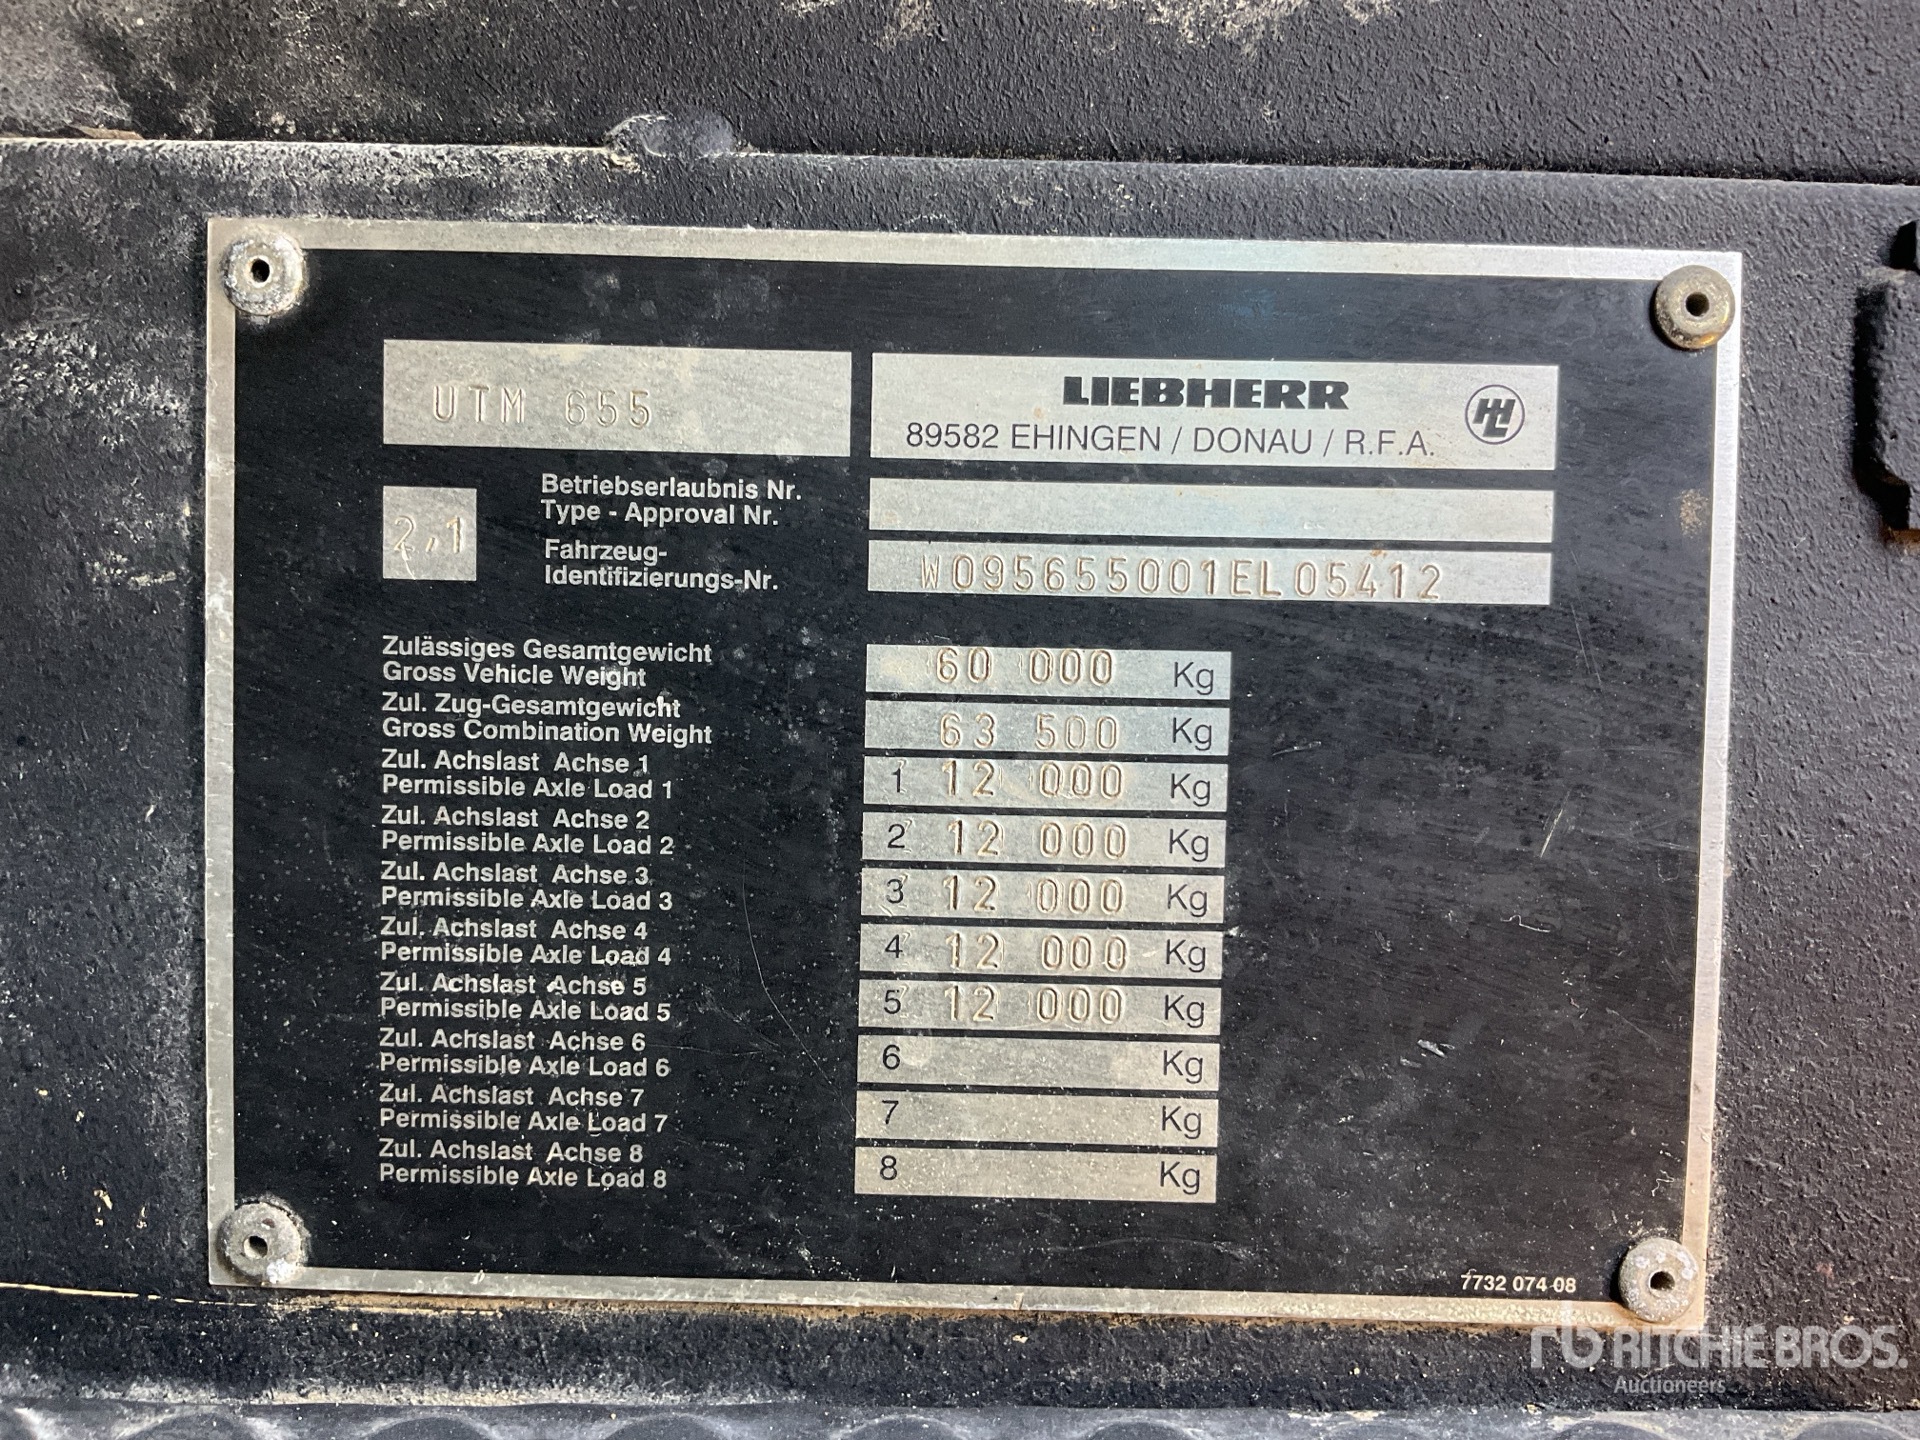 UTM 655
LIEBHERR
89582 EHINGEN / DONAU / R.F.A.
2,1
Betriebserlaubnis Nr.
Type - Approval Nr.
Fahrzeug-
Identifizierungs-Nr.
W095655001EL05412
Zulässiges Gesamtgewicht
Gross Vehicle Weight
60 000 Kg
Zul. Zug-Gesamtgewicht
Gross Combination Weight
63 500 Kg
Zul. Achslast Achse 1
Permissible Axle Load 1
1 12 000 Kg
Zul. Achslast Achse 2
Permissible Axle Load 2
2 12 000 Kg
Zul. Achslast Achse 3
Permissible Axle Load 3
3 12 000 Kg
Zul. Achslast Achse 4
Permissible Axle Load 4
4 12 000 Kg
Zul. Achslast Achse 5
Permissible Axle Load 5
5 12 000 Kg
Zul. Achslast Achse 6
Permissible Axle Load 6
6 Kg
Zul. Achslast Achse 7
Permissible Axle Load 7
7 Kg
Zul. Achslast Achse 8
Permissible Axle Load 8
8 Kg
7732 074 08
rb RITCHIE BROS.
Auctioneers